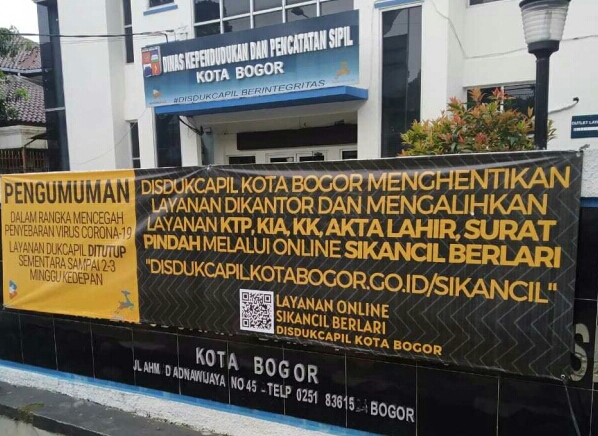 DINAS KEPENDUDUKAN DAN PENCATATAN SIPIL
KOTA BOGOR
#DISDUKCAPIL BERINTEGRITAS
PENGUMUMAN
DALAM RANGKA MENCEGAH
PENYEBARAN VIRUS CORONA-19
LAYANAN DUKCAPIL DITUTUP
SEMENTARA SAMPAI 2-3
MINGGU KEDEPAN
DISDUKCAPIL KOTA BOGOR MENGHENTIKAN
LAYANAN DIKANTOR DAN MENGALIHKAN
LAYANAN KTP, KIA, KK, AKTA LAHIR, SURAT
PINDAH MELALUI ONLINE SIKANCIL BERLARI
"DISDUKCAPILKOTABOGOR.GO.ID/SIKANCIL"
LAYANAN ONLINE
SIKANCIL BERLARI
DISDUKCAPIL KOTA BOGOR
KOTA BOGOR
JL AHM D ADNAWIJAYA NO 45 - TELP 0251 83615 BOGOR